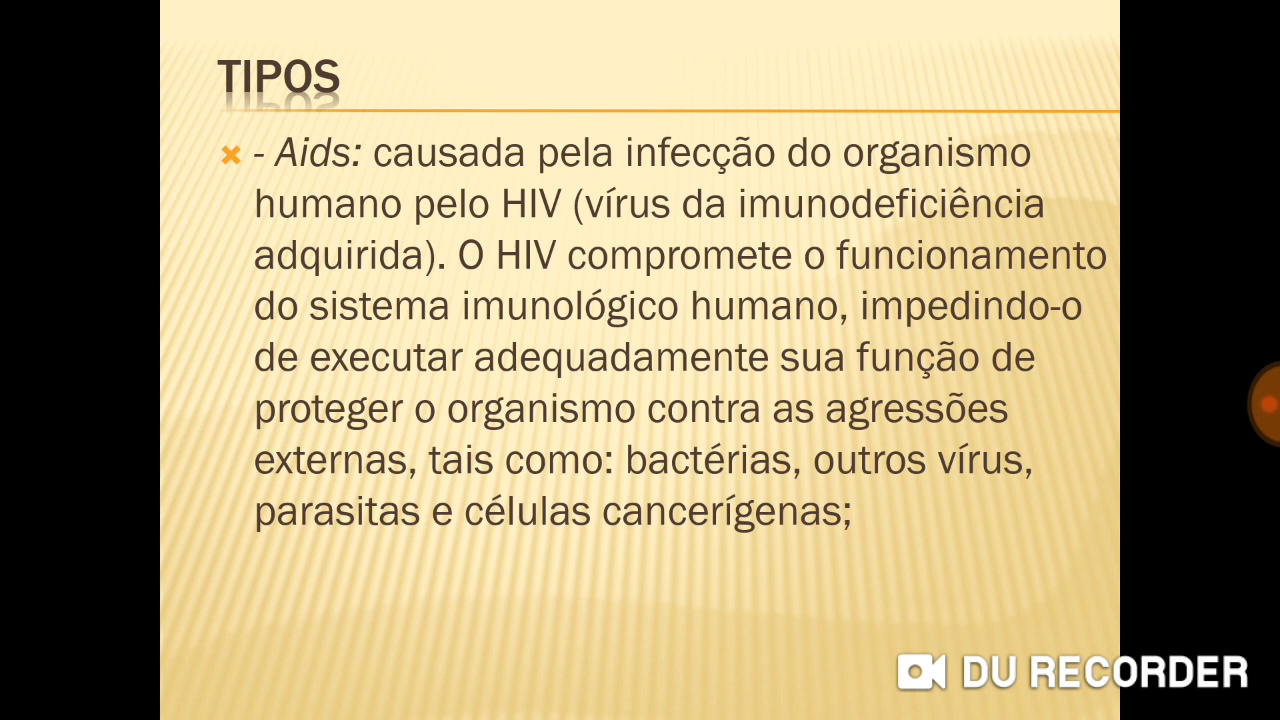 TIPOS
- Aids: causada pela infecção do organismo
humano pelo HIV (vírus da imunodeficiência
adquirida). O HIV compromete o funcionamento
do sistema imunológico humano, impedindo-o
de executar adequadamente sua função de
proteger o organismo contra as agressões
externas, tais como: bactérias, outros vírus,
parasitas e células cancerígenas;
DU RECORDER